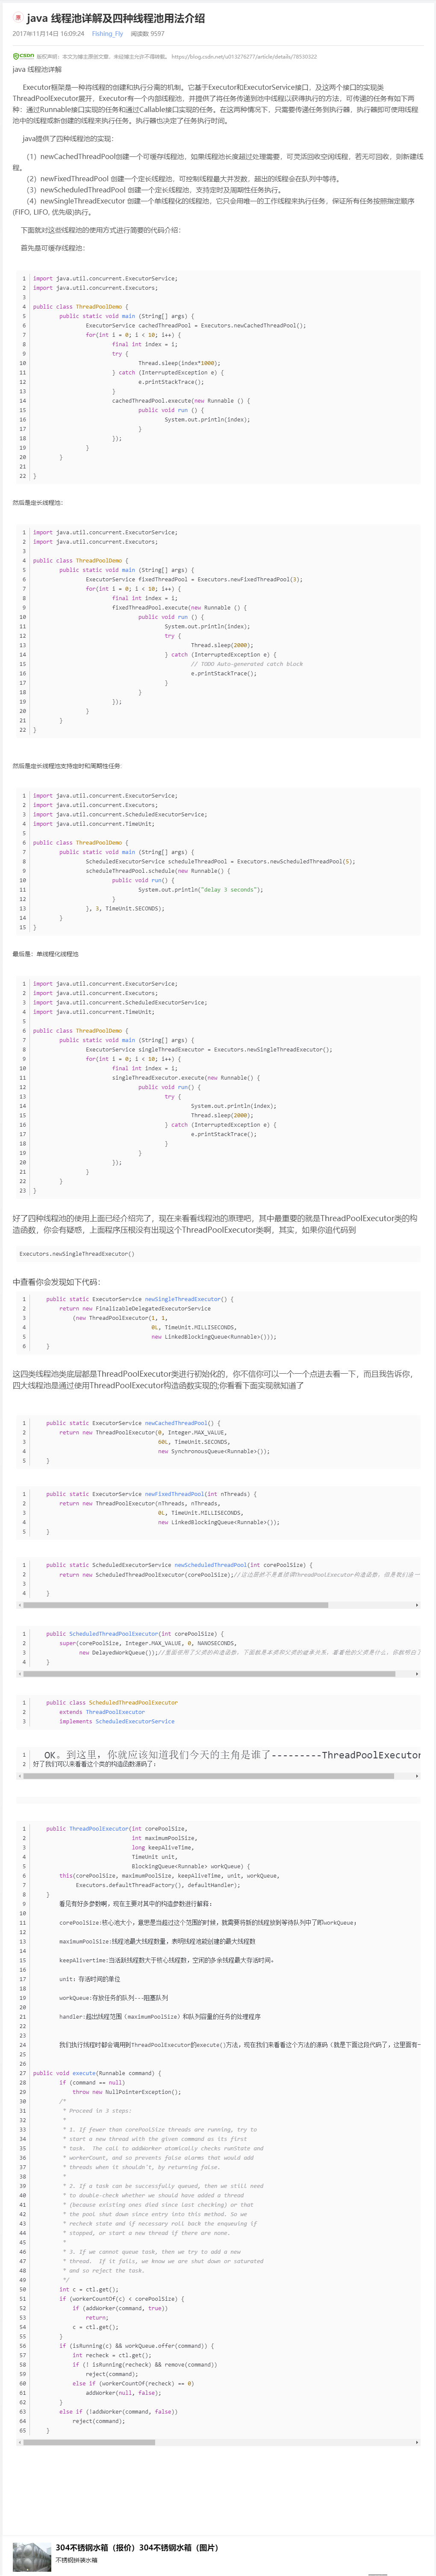 原 java 线程池详解及四种线程池用法介绍
2017年11月14日 16:09:24 Fishing_Fly 阅读数 9597
CSDN 版权声明：本文为博主原创文章，未经博主允许不得转载。 https://blog.csdn.net/u013276277/article/details/78530322
java 线程池详解
Executor框架是一种将线程的创建和执行分离的机制。它基于Executor和ExecutorService接口，及这两个接口的实现类
ThreadPoolExecutor展开，Executor有一个内部线程池，并提供了将任务传递到池中线程以获得执行的方法，可传递的任务有如下两
种：通过Runnable接口实现的任务和通过Callable接口实现的任务。在这两种情况下，只需要传递任务到执行器，执行器即可使用线程
池中的线程或新创建的线程来执行任务。执行器也决定了任务执行时间。
java提供了四种线程池的实现：
（1）newCachedThreadPool创建一个可缓存线程池，如果线程池长度超过处理需要，可灵活回收空闲线程，若无可回收，则新建线
程。
（2）newFixedThreadPool 创建一个定长线程池，可控制线程最大并发数，超出的线程会在队列中等待。
（3）newScheduledThreadPool 创建一个定长线程池，支持定时及周期性任务执行。
（4）newSingleThreadExecutor 创建一个单线程化的线程池，它只会用唯一的工作线程来执行任务，保证所有任务按照指定顺序
(FIFO, LIFO, 优先级)执行。
下面就对这些线程池的使用方式进行简要的代码介绍：
首先是可缓存线程池：
1 import java.util.concurrent.ExecutorService;
2 import java.util.concurrent.Executors;
3
4 public class ThreadPoolDemo {
5 public static void main (String[] args) {
6 ExecutorService cachedThreadPool = Executors.newCachedThreadPool();
7 for(int i = 0; i < 10; i++) {
8 final int index = i;
9 try {
10 Thread.sleep(index*1000);
11 } catch (InterruptedException e) {
12 e.printStackTrace();
13 }
14 cachedThreadPool.execute(new Runnable () {
15 public void run () {
16 System.out.println(index);
17 }
18 });
19 }
20 }
21
22 }
然后是定长线程池：
1 import java.util.concurrent.ExecutorService;
2 import java.util.concurrent.Executors;
3
4 public class ThreadPoolDemo {
5 public static void main (String[] args) {
6 ExecutorService fixedThreadPool = Executors.newFixedThreadPool(3);
7 for(int i = 0; i < 10; i++) {
8 final int index = i;
9 fixedThreadPool.execute(new Runnable () {
10 public void run () {
11 System.out.println(index);
12 try {
13 Thread.sleep(2000);
14 } catch (InterruptedException e) {
15 // TODO Auto-generated catch block
16 e.printStackTrace();
17 }
18 }
19 });
20 }
21 }
22 }
然后是定长线程池支持定时和周期性任务:
1 import java.util.concurrent.ExecutorService;
2 import java.util.concurrent.Executors;
3 import java.util.concurrent.ScheduledExecutorService;
4 import java.util.concurrent.TimeUnit;
5
6 public class ThreadPoolDemo {
7 public static void main (String[] args) {
8 ScheduledExecutorService scheduleThreadPool = Executors.newScheduledThreadPool(5);
9 scheduleThreadPool.schedule(new Runnable() {
10 public void run() {
11 System.out.println("delay 3 seconds");
12 }
13 }, 3, TimeUnit.SECONDS);
14 }
15 }
最后是：单线程化线程池
1 import java.util.concurrent.ExecutorService;
2 import java.util.concurrent.Executors;
3 import java.util.concurrent.ScheduledExecutorService;
4 import java.util.concurrent.TimeUnit;
5
6 public class ThreadPoolDemo {
7 public static void main (String[] args) {
8 ExecutorService singleThreadExecutor = Executors.newSingleThreadExecutor();
9 for(int i = 0; i < 10; i++) {
10 final int index = i;
11 singleThreadExecutor.execute(new Runnable() {
12 public void run() {
13 try {
14 System.out.println(index);
15 Thread.sleep(2000);
16 } catch (InterruptedException e) {
17 e.printStackTrace();
18 }
19 }
20 });
21 }
22 }
23 }
好了四种线程池的使用上面已经介绍完了，现在来看看线程池的原理吧，其中最重要的就是ThreadPoolExecutor类的构
造函数，你会有疑惑，上面程序压根没有出现这个ThreadPoolExecutor类啊，其实，如果你追代码到
Executors.newSingleThreadExecutor()
中查看你会发现如下代码：
1 public static ExecutorService newSingleThreadExecutor() {
2 return new FinalizableDelegatedExecutorService
3 (new ThreadPoolExecutor(1, 1,
4 0L, TimeUnit.MILLISECONDS,
5 new LinkedBlockingQueue<Runnable>()));
6 }
这四类线程池类底层都是ThreadPoolExecutor类进行初始化的，你不信你可以一个一个点进去看一下，而且我告诉你，
四大线程池是通过使用ThreadPoolExecutor构造函数实现的;你看看下面实现就知道了
1 public static ExecutorService newCachedThreadPool() {
2 return new ThreadPoolExecutor(0, Integer.MAX_VALUE,
3 60L, TimeUnit.SECONDS,
4 new SynchronousQueue<Runnable>());
5 }
1 public static ExecutorService newFixedThreadPool(int nThreads) {
2 return new ThreadPoolExecutor(nThreads, nThreads,
3 0L, TimeUnit.MILLISECONDS,
4 new LinkedBlockingQueue<Runnable>());
5 }
1 public static ScheduledExecutorService newScheduledThreadPool(int corePoolSize) {
2 return new ScheduledThreadPoolExecutor(corePoolSize);//这边居然不是直接调ThreadPoolExecutor构造函数，但是我们追一
3
4 }
1 public ScheduledThreadPoolExecutor(int corePoolSize) {
2 super(corePoolSize, Integer.MAX_VALUE, 0, NANOSECONDS,
3 new DelayedWorkQueue());//里面调用了父类的构造函数，下面就是本类和父类的继承关系，看看他的父类是什么，你就明白了
4 }
1 public class ScheduledThreadPoolExecutor
2 extends ThreadPoolExecutor
3 implements ScheduledExecutorService
1 OK。到这里，你就应该知道我们今天的主角是谁了---------ThreadPoolExecutor
2 好了我们可以来看看这个类的构造函数源码了：
1 public ThreadPoolExecutor(int corePoolSize,
2 int maximumPoolSize,
3 long keepAliveTime,
4 TimeUnit unit,
5 BlockingQueue<Runnable> workQueue) {
6 this(corePoolSize, maximumPoolSize, keepAliveTime, unit, workQueue,
7 Executors.defaultThreadFactory(), defaultHandler);
8 }
9 看见有好多参数啊，现在主要对其中的构造参数进行解释：
10
11 corePoolSize:核心池大小，意思是当超过这个范围的时候，就需要将新的线程放到等待队列中了即workQueue；
12
13 maximumPoolSize:线程池最大线程数量，表明线程池能创建的最大线程数
14
15 keepAlivertime:当活跃线程数大于核心线程数，空闲的多余线程最大存活时间。
16
17 unit：存活时间的单位
18
19 workQueue:存放任务的队列---阻塞队列
20
21 handler:超出线程范围（maximumPoolSize）和队列容量的任务的处理程序
22
23
24 我们执行线程时都会调用到ThreadPoolExecutor的execute()方法，现在我们来看看这个方法的源码（就是下面这段代码了，这里面有一
25
26
27 public void execute(Runnable command) {
28 if (command == null)
29 throw new NullPointerException();
30 /*
31 * Proceed in 3 steps:
32 *
33 * 1. If fewer than corePoolSize threads are running, try to
34 * start a new thread with the given command as its first
35 * task. The call to addWorker atomically checks runState and
36 * workerCount, and so prevents false alarms that would add
37 * threads when it shouldn't, by returning false.
38 *
39 * 2. If a task can be successfully queued, then we still need
40 * to double-check whether we should have added a thread
41 * (because existing ones died since last checking) or that
42 * the pool shut down since entry into this method. So we
43 * recheck state and if necessary roll back the enqueuing if
44 * stopped, or start a new thread if there are none.
45 *
46 * 3. If we cannot queue task, then we try to add a new
47 * thread. If it fails, we know we are shut down or saturated
48 * and so reject the task.
49 */
50 int c = ctl.get();
51 if (workerCountOf(c) < corePoolSize) {
52 if (addWorker(command, true))
53 return;
54 c = ctl.get();
55 }
56 if (isRunning(c) && workQueue.offer(command)) {
57 int recheck = ctl.get();
58 if (! isRunning(recheck) && remove(command))
59 reject(command);
60 else if (workerCountOf(recheck) == 0)
61 addWorker(null, false);
62 }
63 else if (!addWorker(command, false))
64 reject(command);
65 }
304不锈钢水箱（报价）304不锈钢水箱（图片）
不锈钢拼装水箱